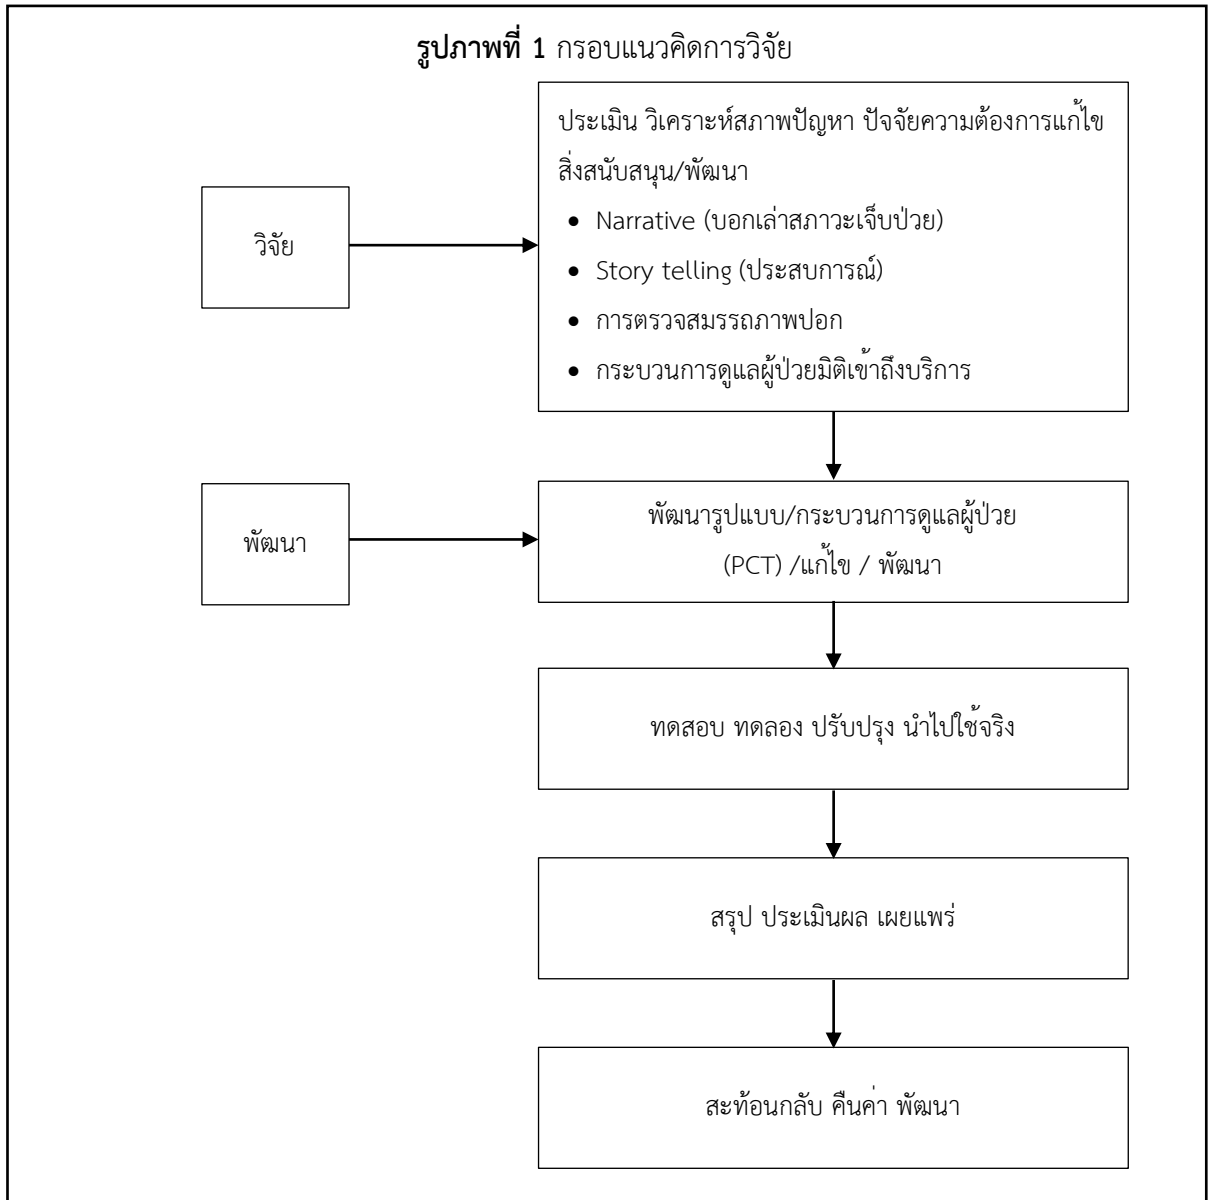 รูปภาพที่ 1 กรอบแนวคิดการวิจัย
ประเมิน วิเคราะห์สภาพปัญหา ปัจจัยความต้องการแก้ไข
สิ่งสนับสนุน/พัฒนา
• Narrative (บอกเล่าสภาวะเจ็บป่วย)
วิจัย
• Story telling (ประสบการณ์)
• การตรวจสมรรถภาพปอก
• กระบวนการดูแลผู้ป่วยมิติเข้าถึงบริการ
พัฒนารูปแบบ/กระบวนการดูแลผู้ป่วย
พัฒนา
(PCT) /แก้ไข / พัฒนา
ทดสอบ ทดลอง ปรับปรุง นำไปใช้จริง
สรุป ประเมินผล เผยแพร่
สะท้อนกลับ คืนค่า พัฒนา